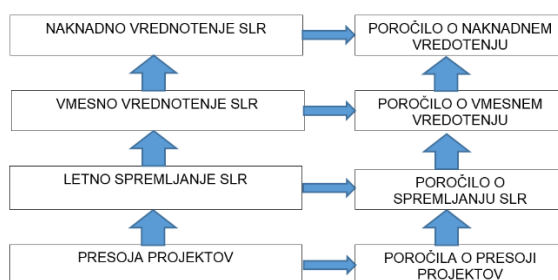 NAKNADNO VREDNOTENJE SLR
POROČILO O NAKNADNEM
VREDOTENJU
VMESNO VREDNOTENJE SLR
POROČILO O VMESNEM
VREDOTENJU
LETNO SPREMLJANJE SLR
POROČILO O
SPREMLJANJU SLR
PRESOJA PROJEKTOV
POROČILA O PRESOJI
PROJEKTOV